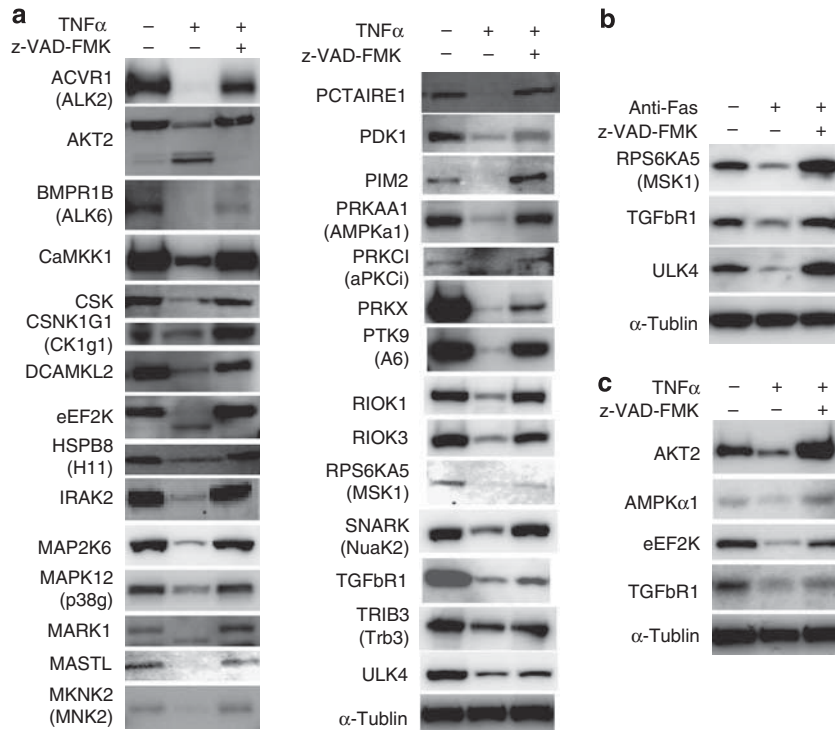 a
TNFα – + +
z-VAD-FMK – – +
ACVR1
(ALK2)
AKT2
BMPR1B
(ALK6)
CaMKK1
CSK
CSNK1G1
(CK1g1)
DCAMKL2
eEF2K
HSPB8
(H11)
IRAK2
MAP2K6
MAPK12
(p38g)
MARK1
MASTL
MKNK2
(MNK2)
TNFα – + +
z-VAD-FMK – – +
PCTAIRE1
PDK1
PIM2
PRKAA1
(AMPKa1)
PRKCI
(aPKCi)
PRKX
PTK9
(A6)
RIOK1
RIOK3
RPS6KA5
(MSK1)
SNARK
(NuaK2)
TGFbR1
TRIB3
(Trb3)
ULK4
α-Tublin
b
Anti-Fas – + +
z-VAD-FMK – – +
RPS6KA5
(MSK1)
TGFbR1
ULK4
α-Tublin
c
TNFα – + +
z-VAD-FMK – – +
AKT2
AMPKα1
eEF2K
TGFbR1
α-Tublin